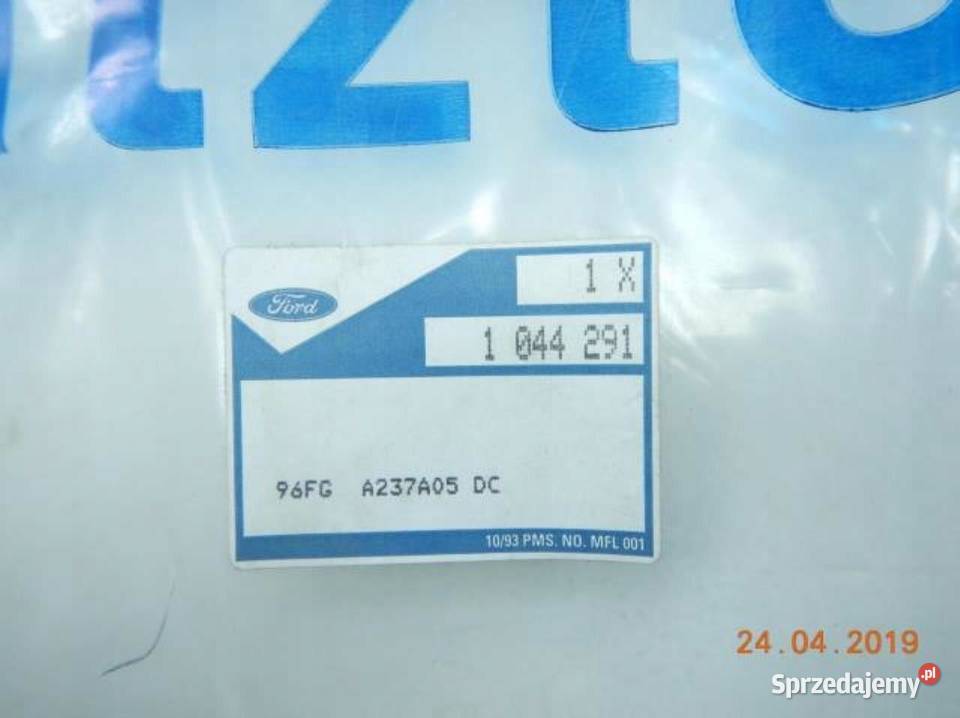 Ford
1 X
1 044 291
96FG A237A05 DC
10/93 PMS. NO. MFL 001
24.04.2019
Sprzedajemy.pl